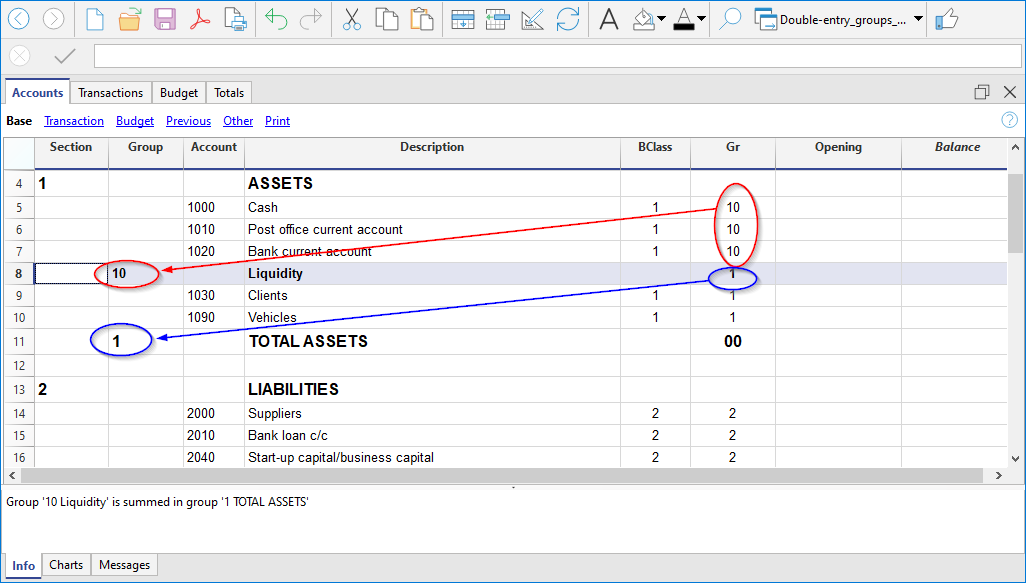 Double-entry_groups_...
Accounts Transactions Budget Totals
Base Transaction Budget Previous Other Print
Section Group Account Description BClass Gr Opening Balance
4 1 ASSETS
5 1000 Cash 1 10
6 1010 Post office current account 1 10
7 1020 Bank current account 1 10
8 10 Liquidity 1
9 1030 Clients 1 1
10 1090 Vehicles 1 1
11 1 TOTAL ASSETS 00
12
13 2 LIABILITIES
14 2000 Suppliers 2 2
15 2010 Bank loan c/c 2 2
16 2040 Start-up capital/business capital 2 2
Group '10 Liquidity' is summed in group '1 TOTAL ASSETS'
Info Charts Messages